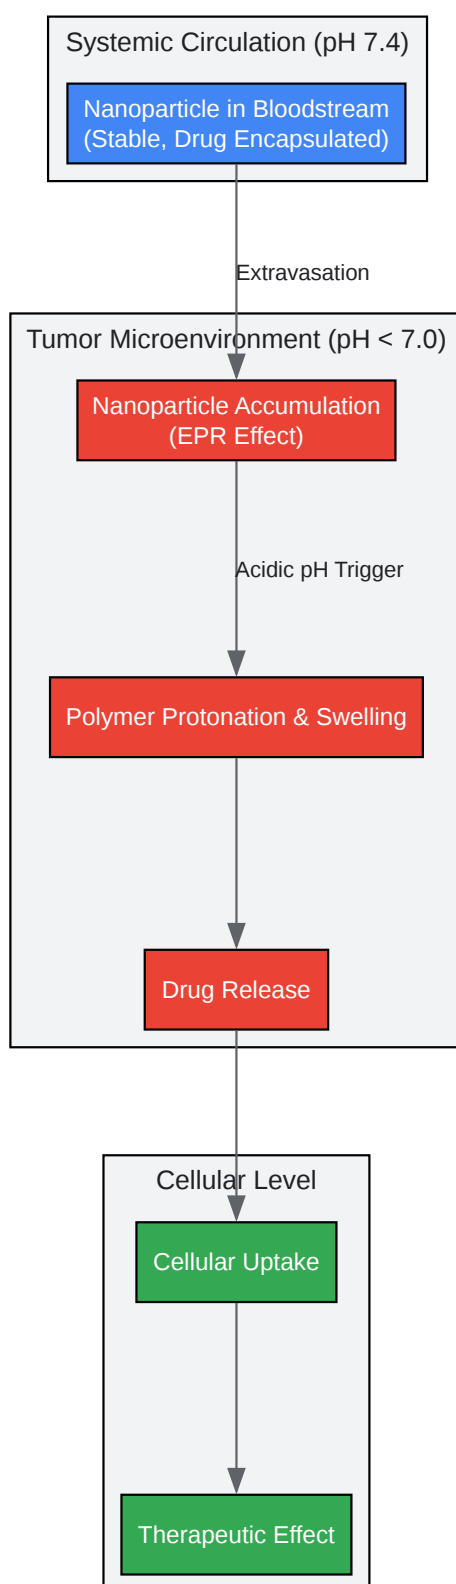 Systemic Circulation (pH 7.4)
Nanoparticle in Bloodstream
(Stable, Drug Encapsulated)
Extravasation
Tumor Microenvironment (pH < 7.0)
Nanoparticle Accumulation
(EPR Effect)
Acidic pH Trigger
Polymer Protonation & Swelling
Drug Release
Cellular Level
Cellular Uptake
Therapeutic Effect